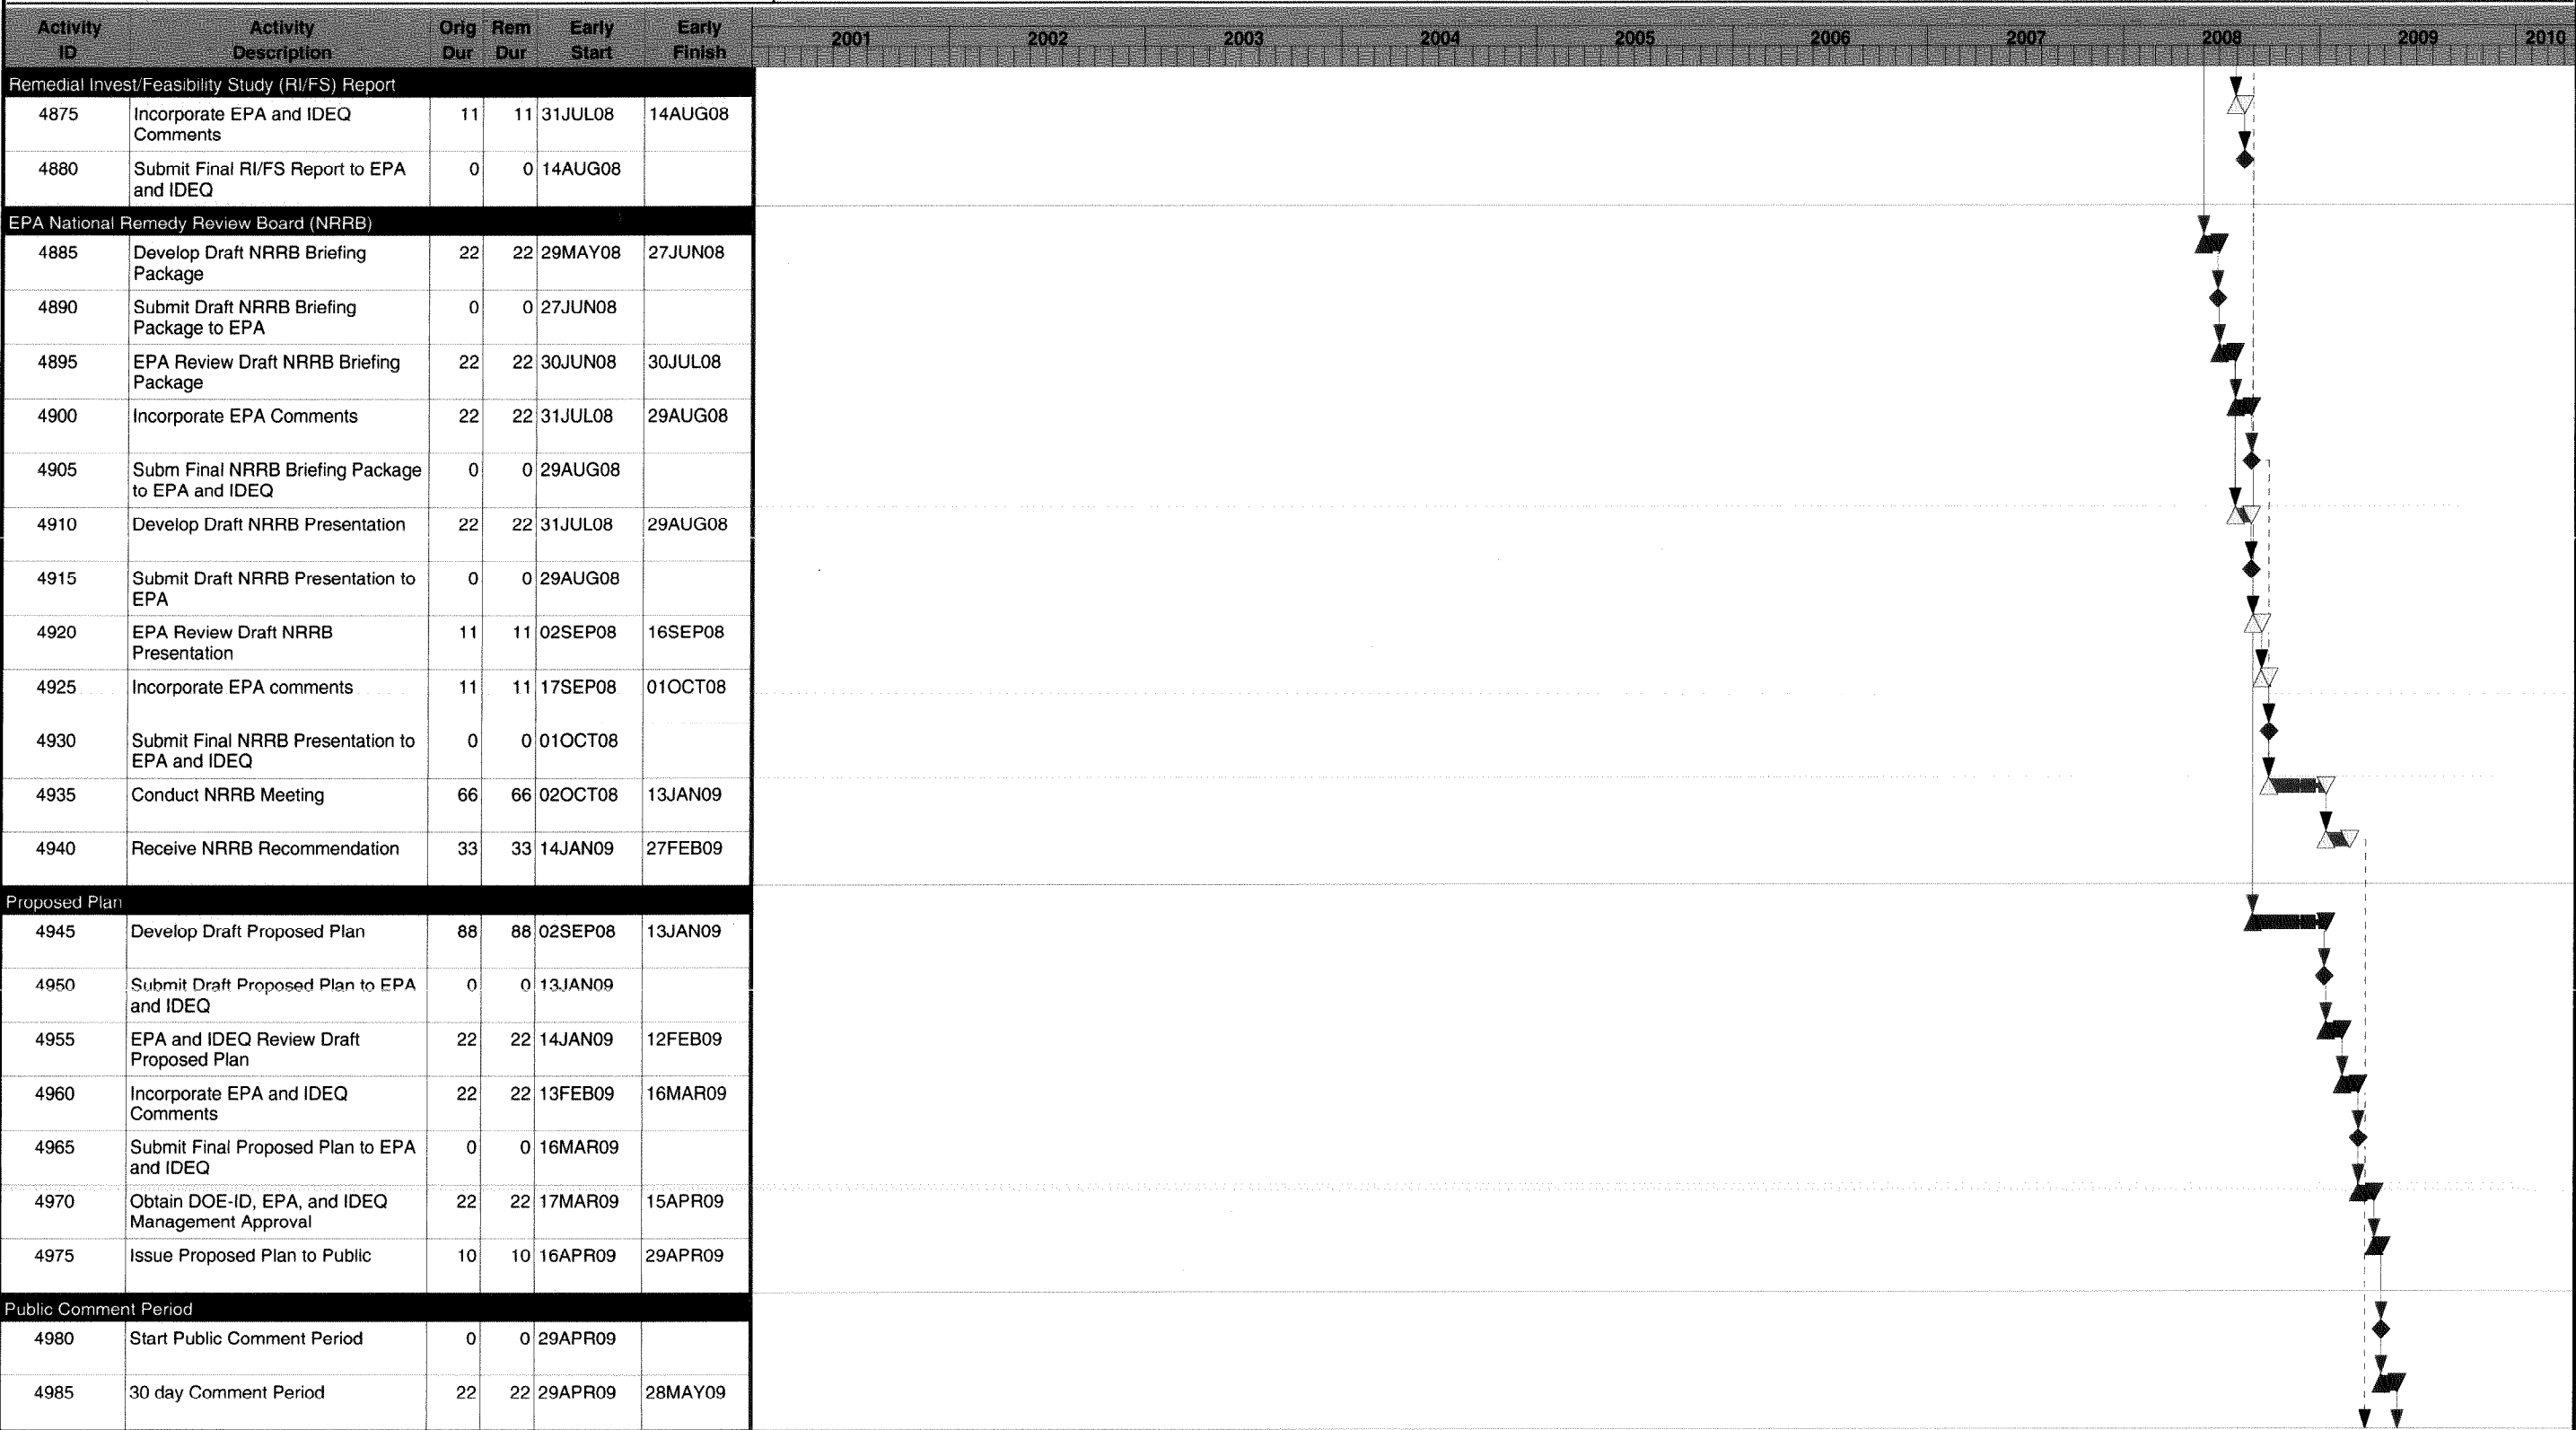 Activity ID Activity Description Orig Dur Rem Dur Early Start Early Finish 2001 2002 2003 2004 2005 2006 2007 2008 2009 2010
Remedial Invest/Feasibility Study (RI/FS) Report
4875 Incorporate EPA and IDEQ 11 11 31JUL08 14AUG08
Comments
4880 Submit Final RI/FS Report to EPA 0 0 14AUG08
and IDEQ
EPA National Remedy Review Board (NRRB)
4885 Develop Draft NRRB Briefing 22 22 29MAY08 27JUN08
Package
4890 Submit Draft NRRB Briefing 0 0 27JUN08
Package to EPA
4895 EPA Review Draft NRRB Briefing 22 22 30JUN08 30JUL08
Package
4900 Incorporate EPA Comments 22 22 31JUL08 29AUG08
4905 Subm Final NRRB Briefing Package 0 0 29AUG08
to EPA and IDEQ
4910 Develop Draft NRRB Presentation 22 22 31JUL08 29AUG08
4915 Submit Draft NRRB Presentation to 0 0 29AUG08
EPA
4920 EPA Review Draft NRRB 11 11 02SEP08 16SEP08
Presentation
4925 Incorporate EPA comments 11 11 17SEP08 01OCT08
4930 Submit Final NRRB Presentation to 0 0 01OCT08
EPA and IDEQ
4935 Conduct NRRB Meeting 66 66 02OCT08 13JAN09
4940 Receive NRRB Recommendation 33 33 14JAN09 27FEB09
Proposed Plan
4945 Develop Draft Proposed Plan 88 88 02SEP08 13JAN09
4950 Submit Draft Proposed Plan to EPA 0 0 13JAN09
and IDEQ
4955 EPA and IDEQ Review Draft 22 22 14JAN09 12FEB09
Proposed Plan
4960 Incorporate EPA and IDEQ 22 22 13FEB09 16MAR09
Comments
4965 Submit Final Proposed Plan to EPA 0 0 16MAR09
and IDEQ
4970 Obtain DOE-ID, EPA, and IDEQ 22 22 17MAR09 15APR09
Management Approval
4975 Issue Proposed Plan to Public 10 10 16APR09 29APR09
Public Comment Period
4980 Start Public Comment Period 0 0 29APR09
4985 30 day Comment Period 22 22 29APR09 28MAY09